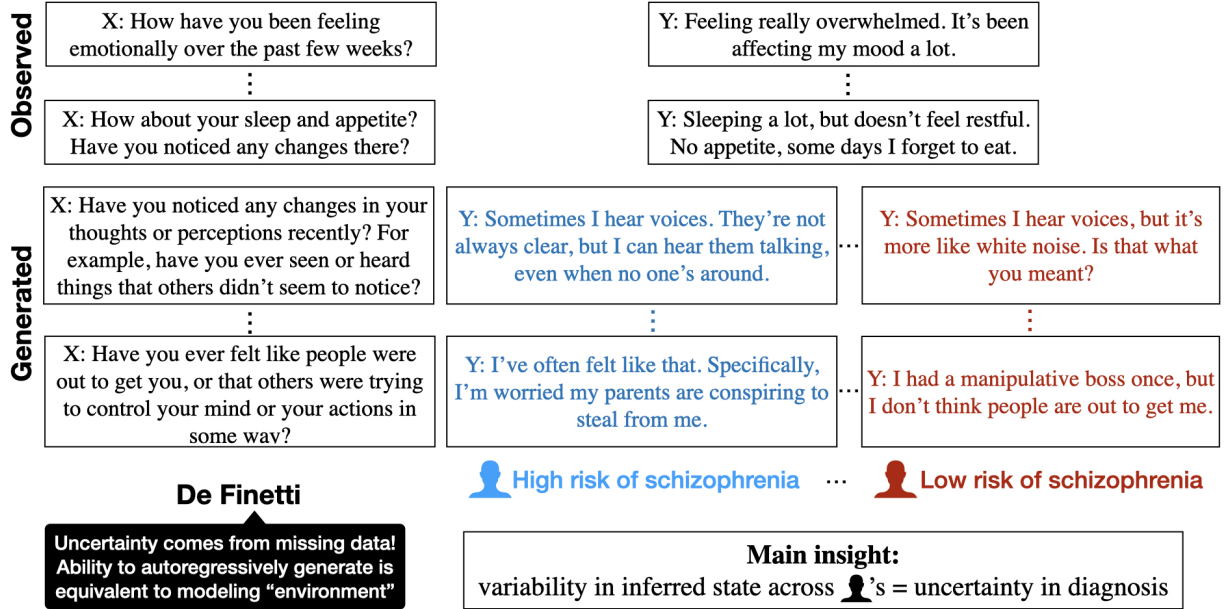 Observed
X: How have you been feeling
emotionally over the past few weeks?
Y: Feeling really overwhelmed. It's been
affecting my mood a lot.
X: How about your sleep and appetite?
Have you noticed any changes there?
Y: Sleeping a lot, but doesn't feel restful.
No appetite, some days I forget to eat.
Generated
X: Have you noticed any changes in your
thoughts or perceptions recently? For
example, have you ever seen or heard
things that others didn't seem to notice?
Y: Sometimes I hear voices. They're not
always clear, but I can hear them talking,
even when no one's around.
...
Y: Sometimes I hear voices, but it's
more like white noise. Is that what
you meant?
X: Have you ever felt like people were
out to get you, or that others were trying
to control your mind or your actions in
some way?
Y: I've often felt like that. Specifically,
I'm worried my parents are conspiring to
steal from me.
...
Y: I had a manipulative boss once, but
I don't think people are out to get me.
High risk of schizophrenia ... Low risk of schizophrenia
De Finetti
Uncertainty comes from missing data!
Ability to autoregressively generate is
equivalent to modeling “environment”
Main insight:
variability in inferred state across 's = uncertainty in diagnosis